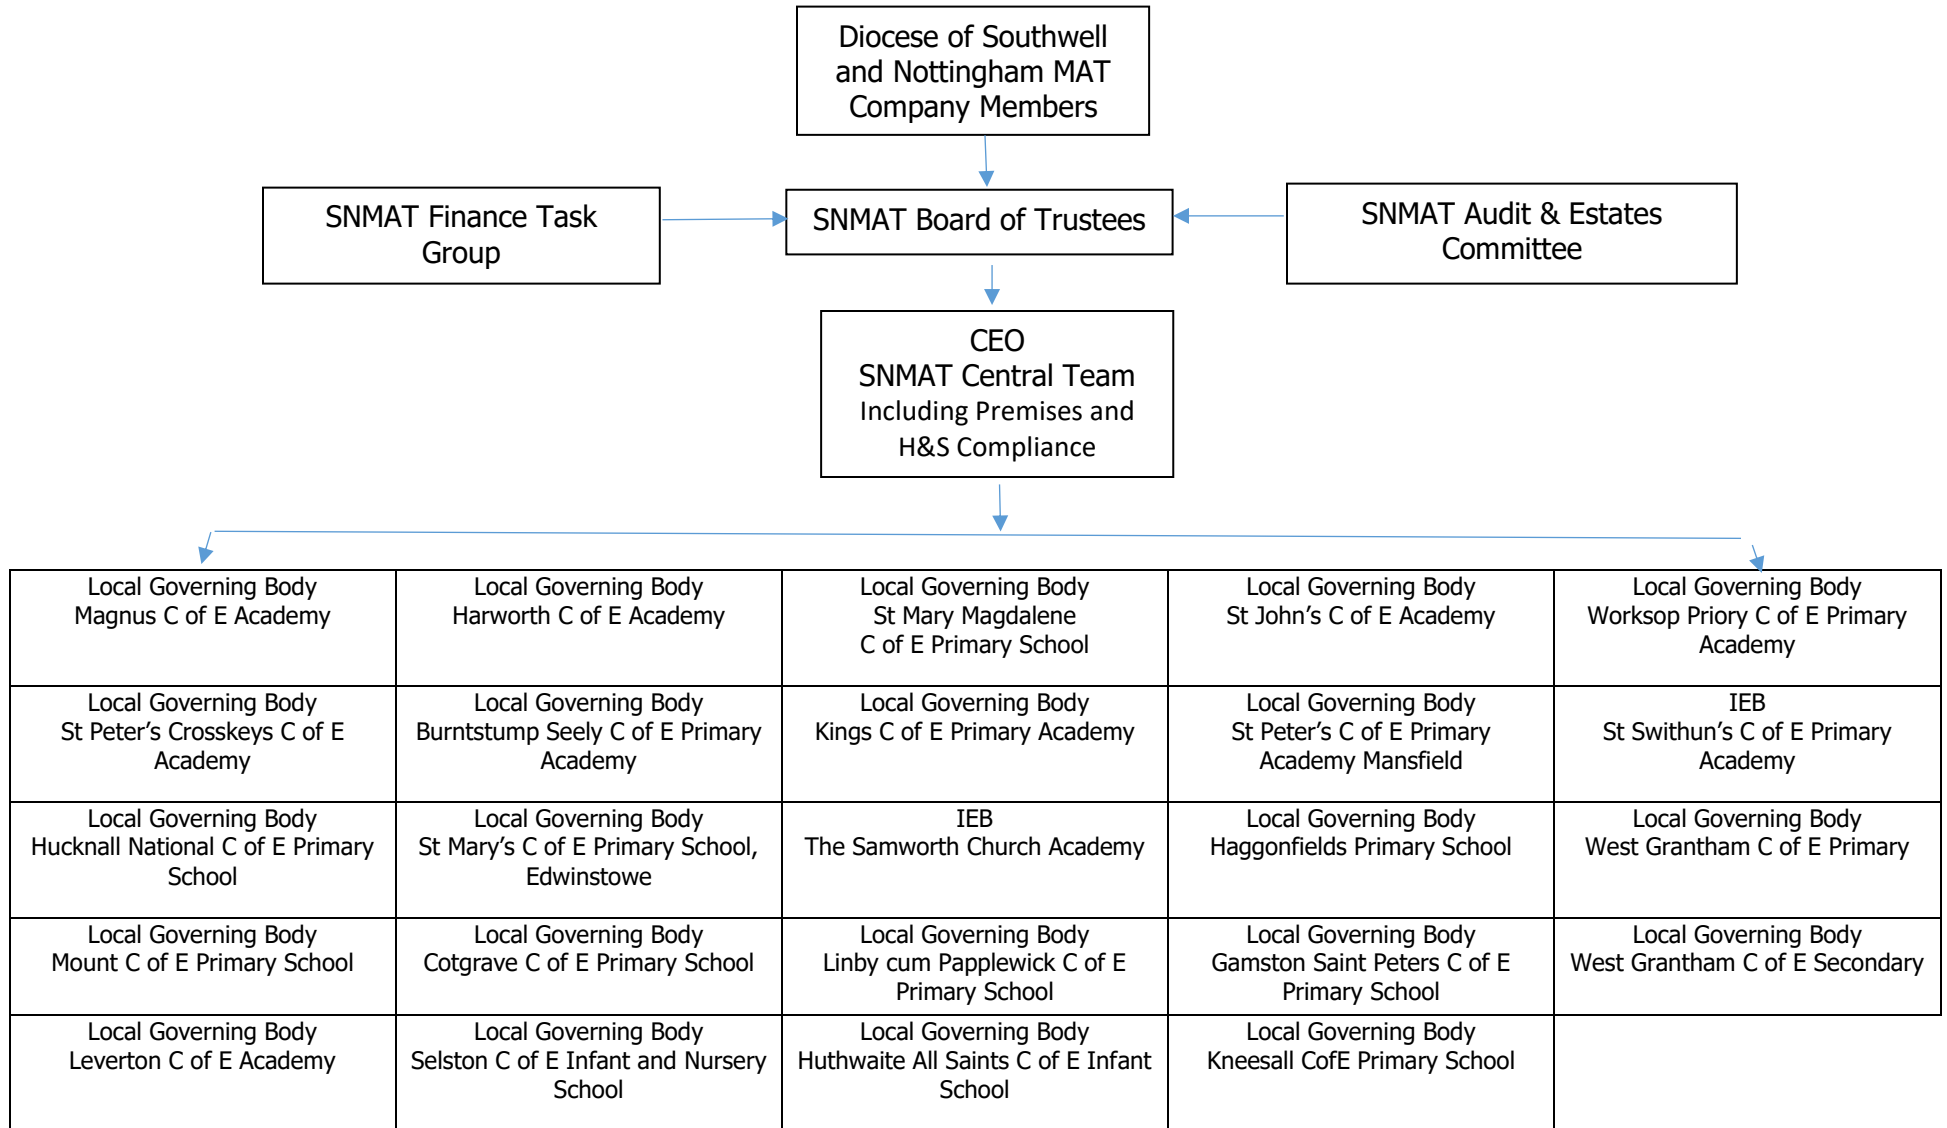 Diocese of Southwell
and Nottingham MAT
Company Members
SNMAT Finance Task
Group
SNMAT Board of Trustees
SNMAT Audit & Estates
Committee
CEO
SNMAT Central Team
Including Premises and
H&S Compliance
Local Governing Body
Magnus C of E Academy
Local Governing Body
Harworth C of E Academy
Local Governing Body
St Mary Magdalene
C of E Primary School
Local Governing Body
St John's C of E Academy
Local Governing Body
Worksop Priory C of E Primary
Academy
Local Governing Body
St Peter's Crosskeys C of E
Academy
Local Governing Body
Burntstump Seely C of E Primary
Academy
Local Governing Body
Kings C of E Primary Academy
Local Governing Body
St Peter's C of E Primary
Academy Mansfield
IEB
St Swithun's C of E Primary
Academy
Local Governing Body
Hucknall National C of E Primary
School
Local Governing Body
St Mary's C of E Primary School,
Edwinstowe
IEB
The Samworth Church Academy
Local Governing Body
Haggonfields Primary School
Local Governing Body
West Grantham C of E Primary
Local Governing Body
Mount C of E Primary School
Local Governing Body
Cotgrave C of E Primary School
Local Governing Body
Linby cum Papplewick C of E
Primary School
Local Governing Body
Gamston Saint Peters C of E
Primary School
Local Governing Body
West Grantham C of E Secondary
Local Governing Body
Leverton C of E Academy
Local Governing Body
Selston C of E Infant and Nursery
School
Local Governing Body
Huthwaite All Saints C of E Infant
School
Local Governing Body
Kneesall CofE Primary School